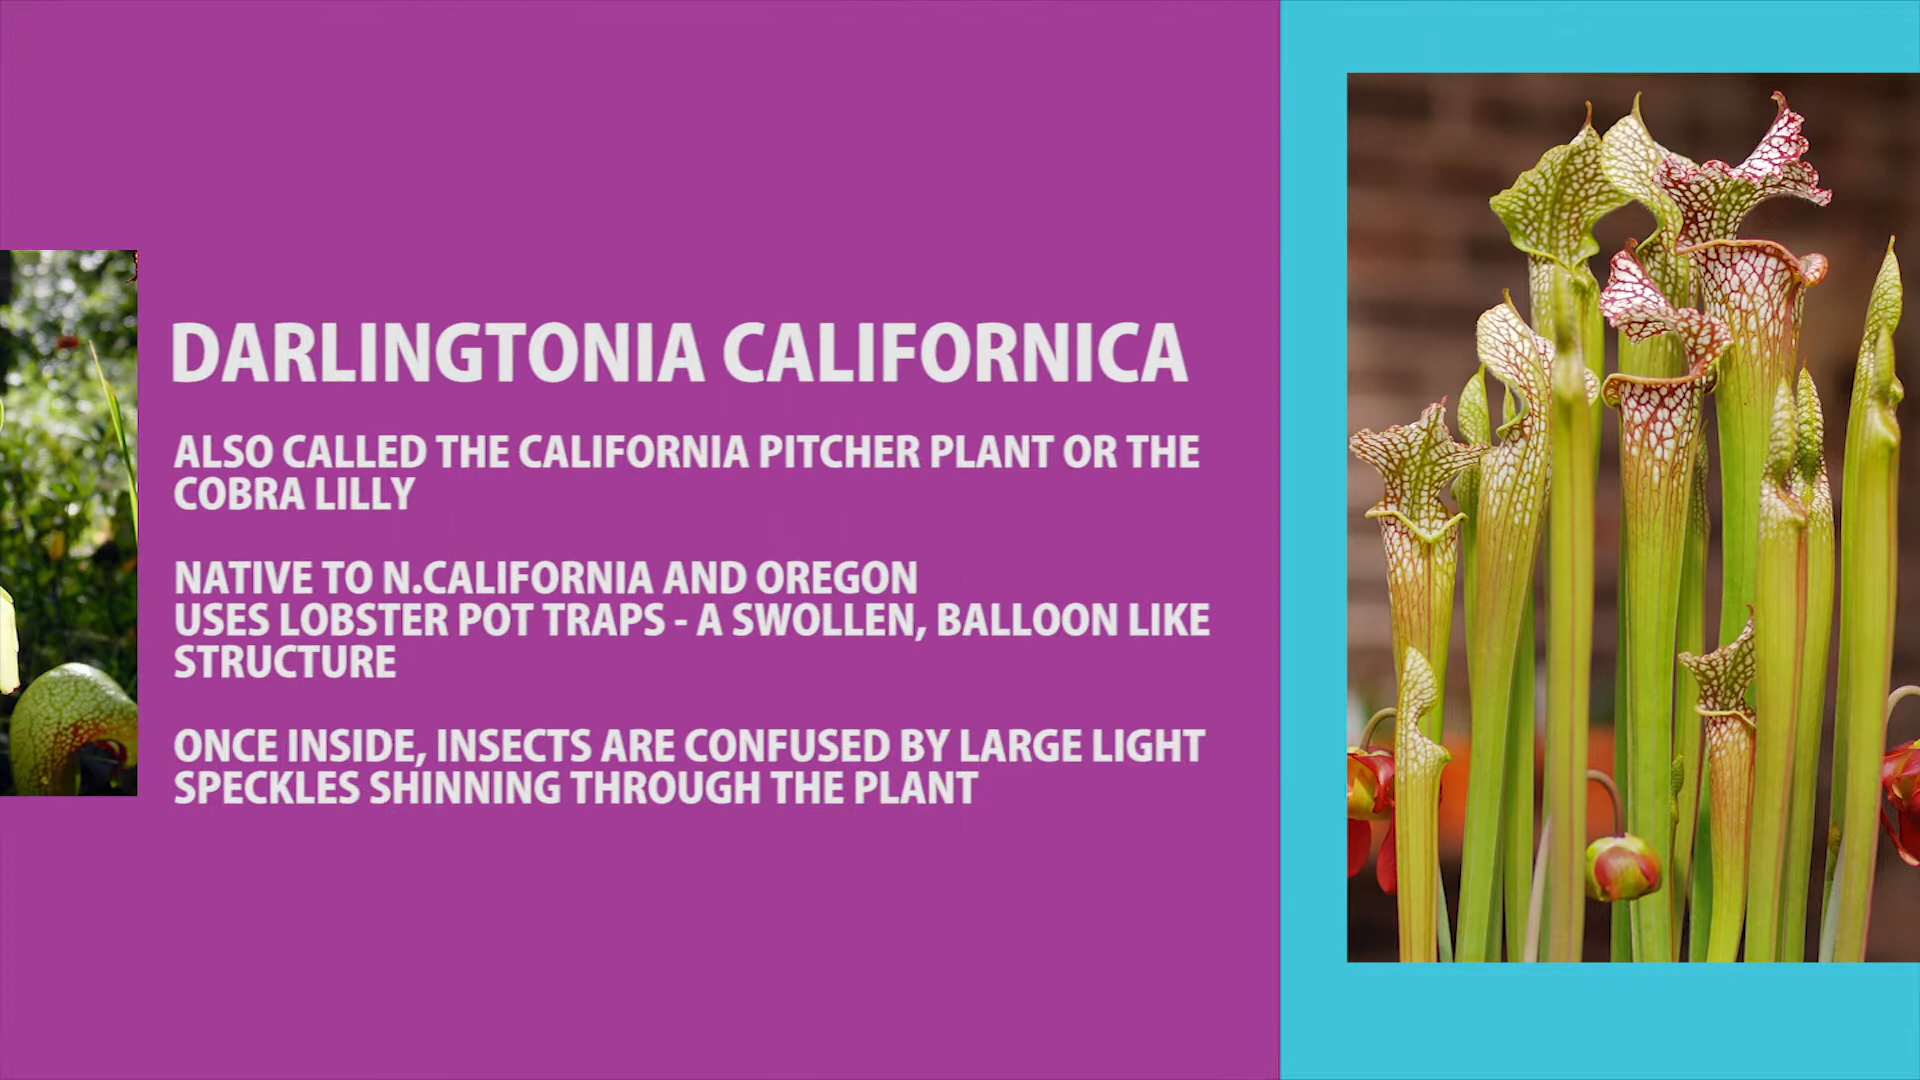 DARLINGTONIA CALIFORNICA
ALSO CALLED THE CALIFORNIA PITCHER PLANT OR THE
COBRA LILLY
NATIVE TO N.CALIFORNIA AND OREGON
USES LOBSTER POT TRAPS - A SWOLLEN, BALLOON LIKE
STRUCTURE
ONCE INSIDE, INSECTS ARE CONFUSED BY LARGE LIGHT
SPECKLES SHINNING THROUGH THE PLANT